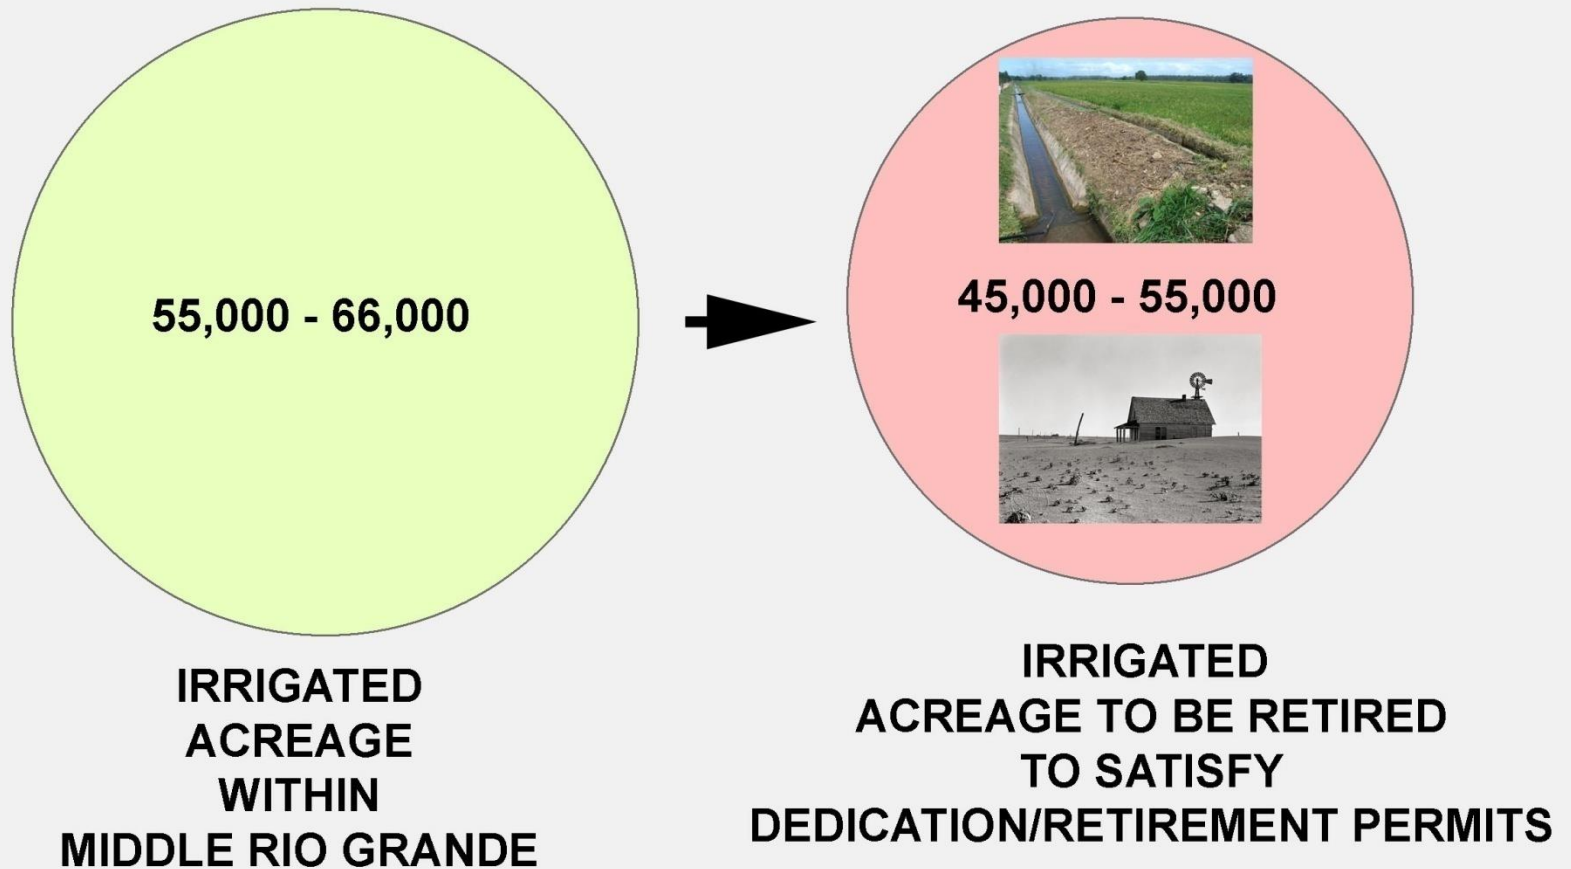 55,000 - 66,000
IRRIGATED
ACREAGE
WITHIN
MIDDLE RIO GRANDE
45,000 - 55,000
IRRIGATED
ACREAGE TO BE RETIRED
TO SATISFY
DEDICATION/RETIREMENT PERMITS